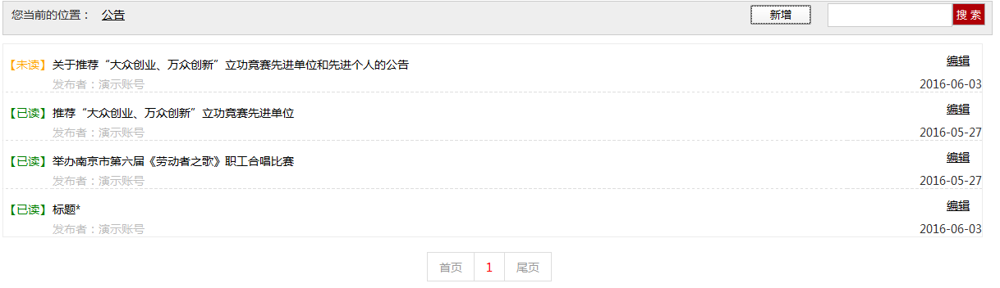 您当前的位置： 公告 新增 搜 索
【未读】关于推荐“大众创业、万众创新”立功竞赛先进单位和先进个人的公告 编辑
发布者：演示账号 2016-06-03
【已读】推荐“大众创业、万众创新”立功竞赛先进单位 编辑
发布者：演示账号 2016-05-27
【已读】举办南京市第六届《劳动者之歌》职工合唱比赛 编辑
发布者：演示账号 2016-05-27
【已读】标题* 编辑
发布者：演示账号 2016-06-03
首页 1 尾页